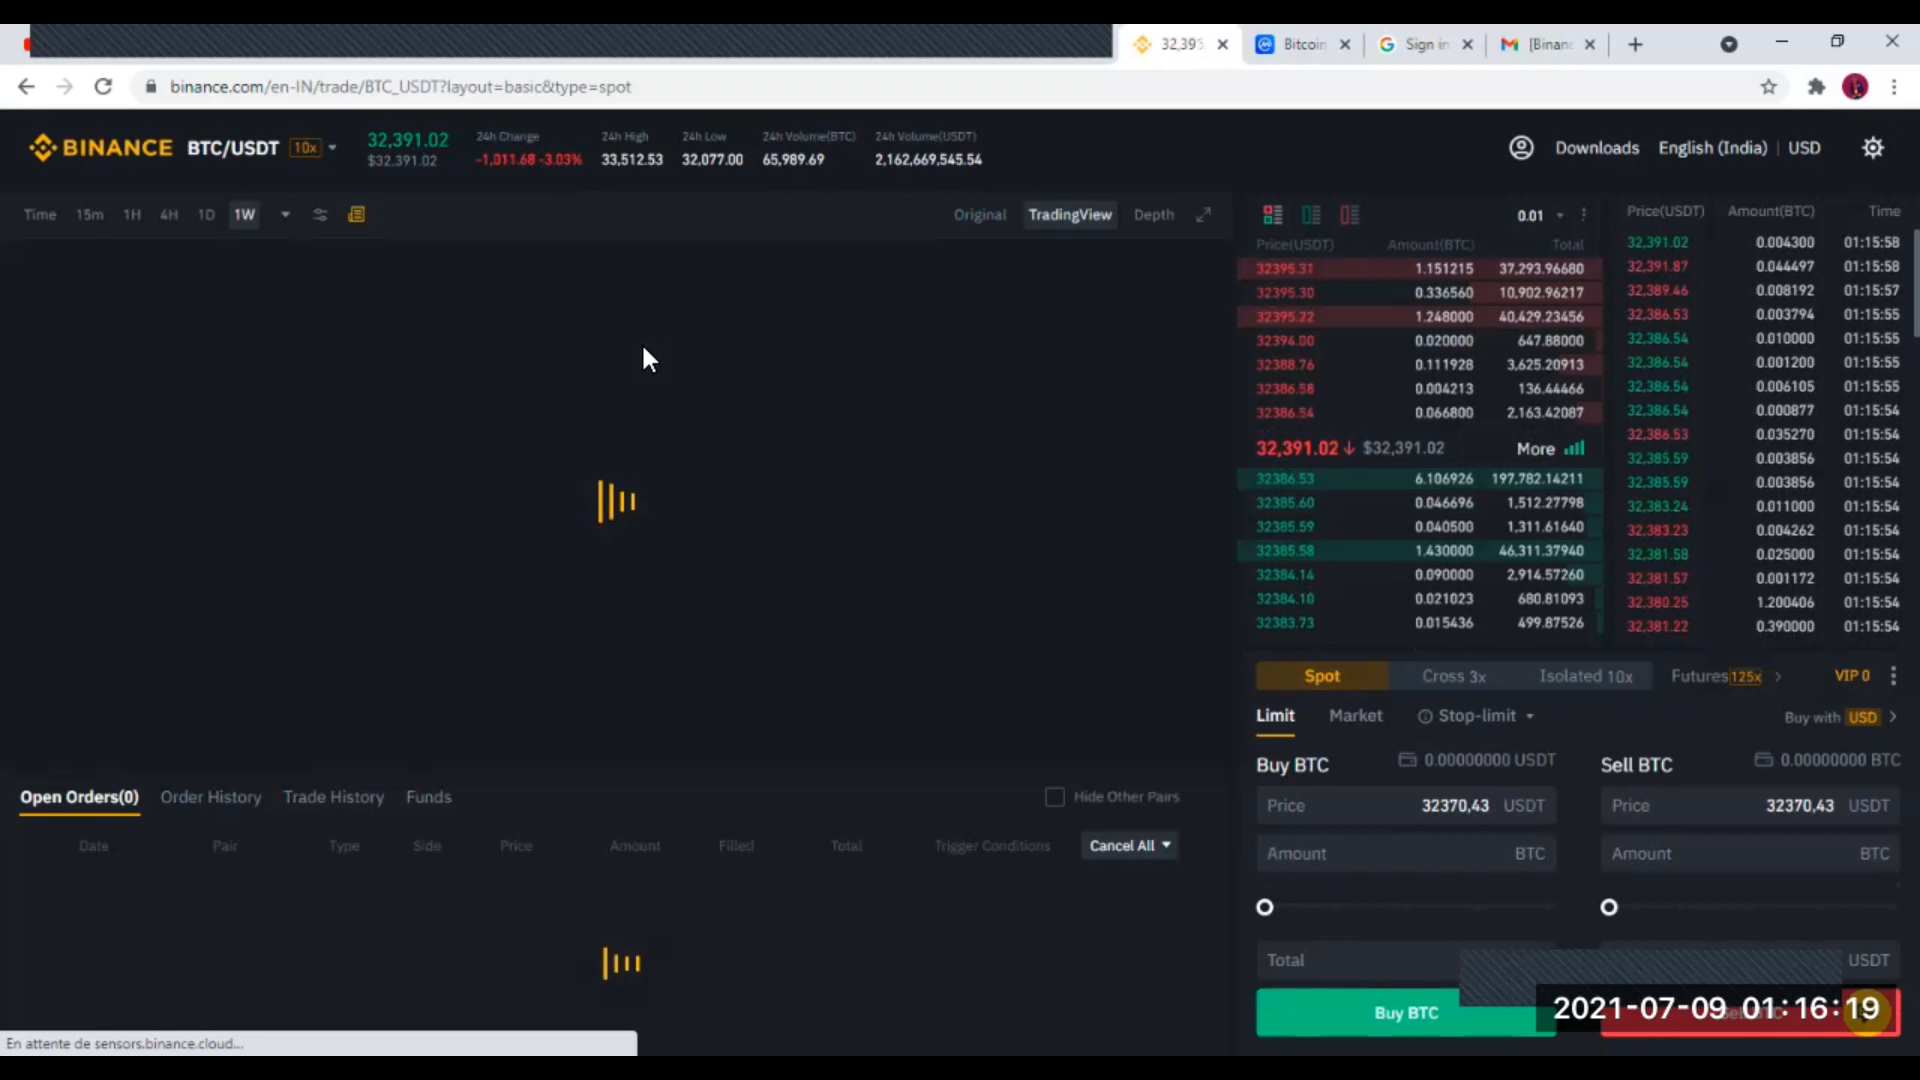 32,395 Bitcoin Sign in [Binanc
binance.com/en-IN/trade/BTC_USDT?layout=basic&type=spot
BINANCE BTC/USDT 10x 32,391.02 $32,391.02
24h Change -1,011.68 -3.03%
24h High 33,512.53
24h Low 32,077.00
24h Volume(BTC) 65,989.69
24h Volume(USDT) 2,162,669,545.54
Downloads English (India) | USD
Time 15m 1H 4H 1D 1W
Original TradingView Depth
0.01
Price(USDT) Amount(BTC) Total
32395.31 1.151215 37,293.96680
32395.30 0.336560 10,902.96217
32395.22 1.248000 40,429.23456
32394.00 0.020000 647.88000
32388.76 0.111928 3,625.20913
32386.58 0.004213 136.44466
32386.54 0.066800 2,163.42087
32,391.02 $32,391.02 More
32386.53 6.106926 197,782.14211
32385.60 0.046696 1,512.27798
32385.59 0.040500 1,311.61640
32385.58 1.430000 46,311.37940
32384.14 0.090000 2,914.57260
32384.10 0.021023 680.81093
32383.73 0.015436 499.87526
Price(USDT) Amount(BTC) Time
32,391.02 0.004300 01:15:58
32,391.87 0.044497 01:15:58
32,389.46 0.008192 01:15:57
32,386.53 0.003794 01:15:55
32,386.54 0.010000 01:15:55
32,386.54 0.001200 01:15:55
32,386.54 0.006105 01:15:55
32,386.54 0.000877 01:15:54
32,386.53 0.035270 01:15:54
32,385.59 0.003856 01:15:54
32,385.59 0.003856 01:15:54
32,383.24 0.011000 01:15:54
32,383.23 0.004262 01:15:54
32,381.58 0.025000 01:15:54
32,381.57 0.001172 01:15:54
32,380.25 1.200406 01:15:54
32,381.22 0.390000 01:15:54
Spot Cross 3x Isolated 10x Futures 125x VIP 0
Limit Market Stop-limit Buy with USD
Buy BTC 0.00000000 USDT
Price 32370,43 USDT
Amount BTC
Total
Buy BTC
Sell BTC 0.00000000 BTC
Price 32370,43 USDT
Amount BTC
USDT
2021-07-09 01:16:19
Open Orders(0) Order History Trade History Funds Hide Other Pairs
Date Pair Type Side Price Amount Filled Total Trigger Conditions Cancel All
En attente de sensors.binance.cloud...